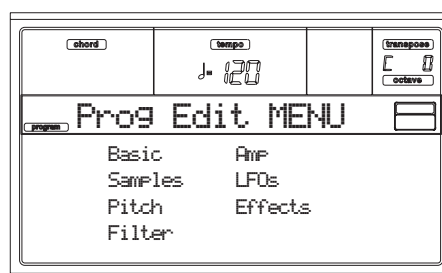 chord tempo transpose
♩= 120 C 0
octave
program Prog Edit MENU
Basic Amp
Samples LFOs
Pitch Effects
Filter